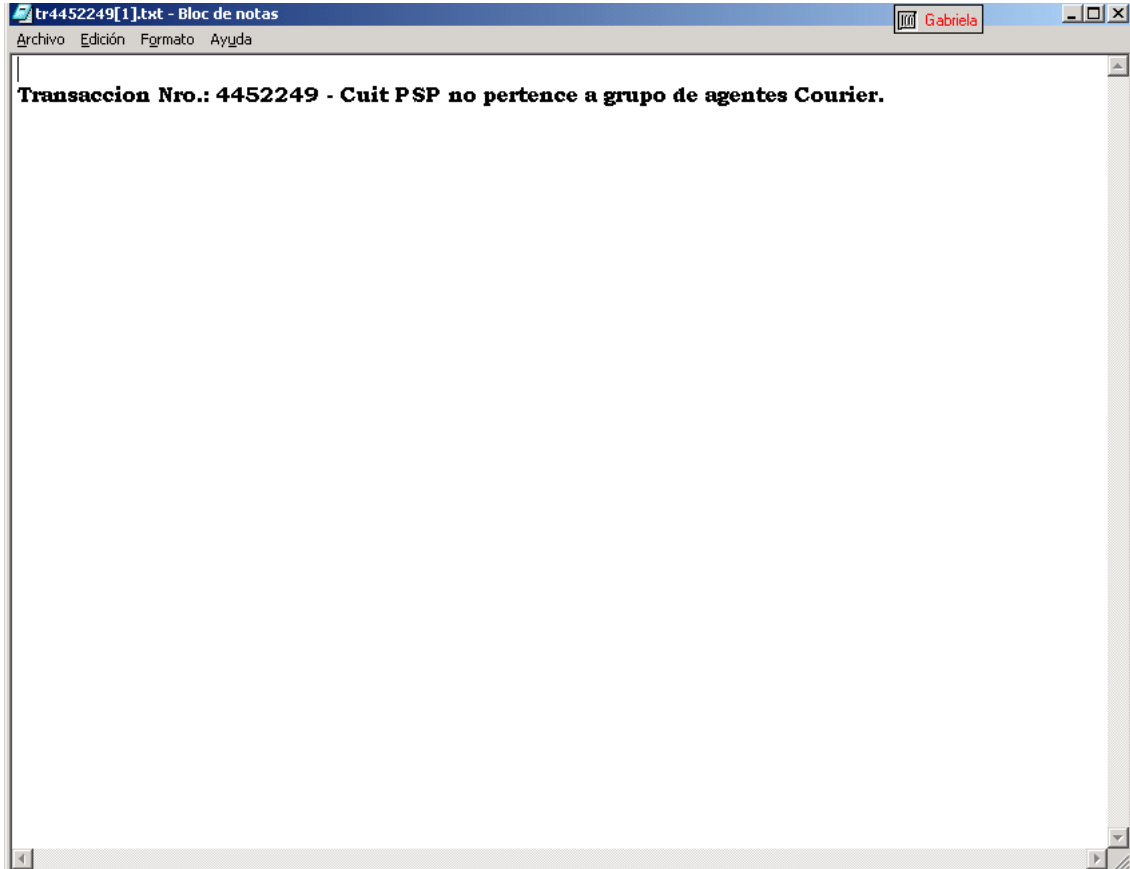 tr4452249[1].txt - Bloc de notas
Gabriela
Archivo Edición Formato Ayuda
Transaccion Nro.: 4452249 - Cuit PSP no pertence a grupo de agentes Courier.